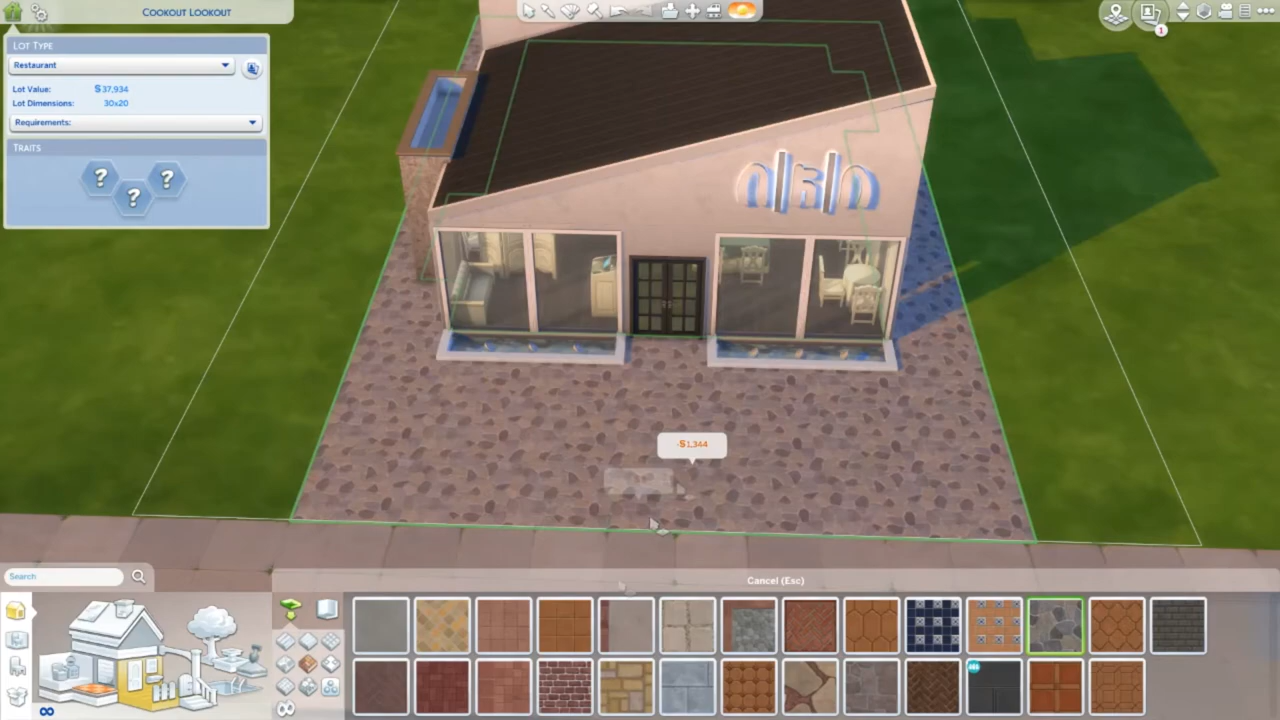 COOKOUT LOOKOUT
LOT TYPE
Restaurant
Lot Value: §37,934
Lot Dimensions: 30x20
Requirements:
TRAITS
? ? ?
1
-§1,344
Search
Cancel (Esc)